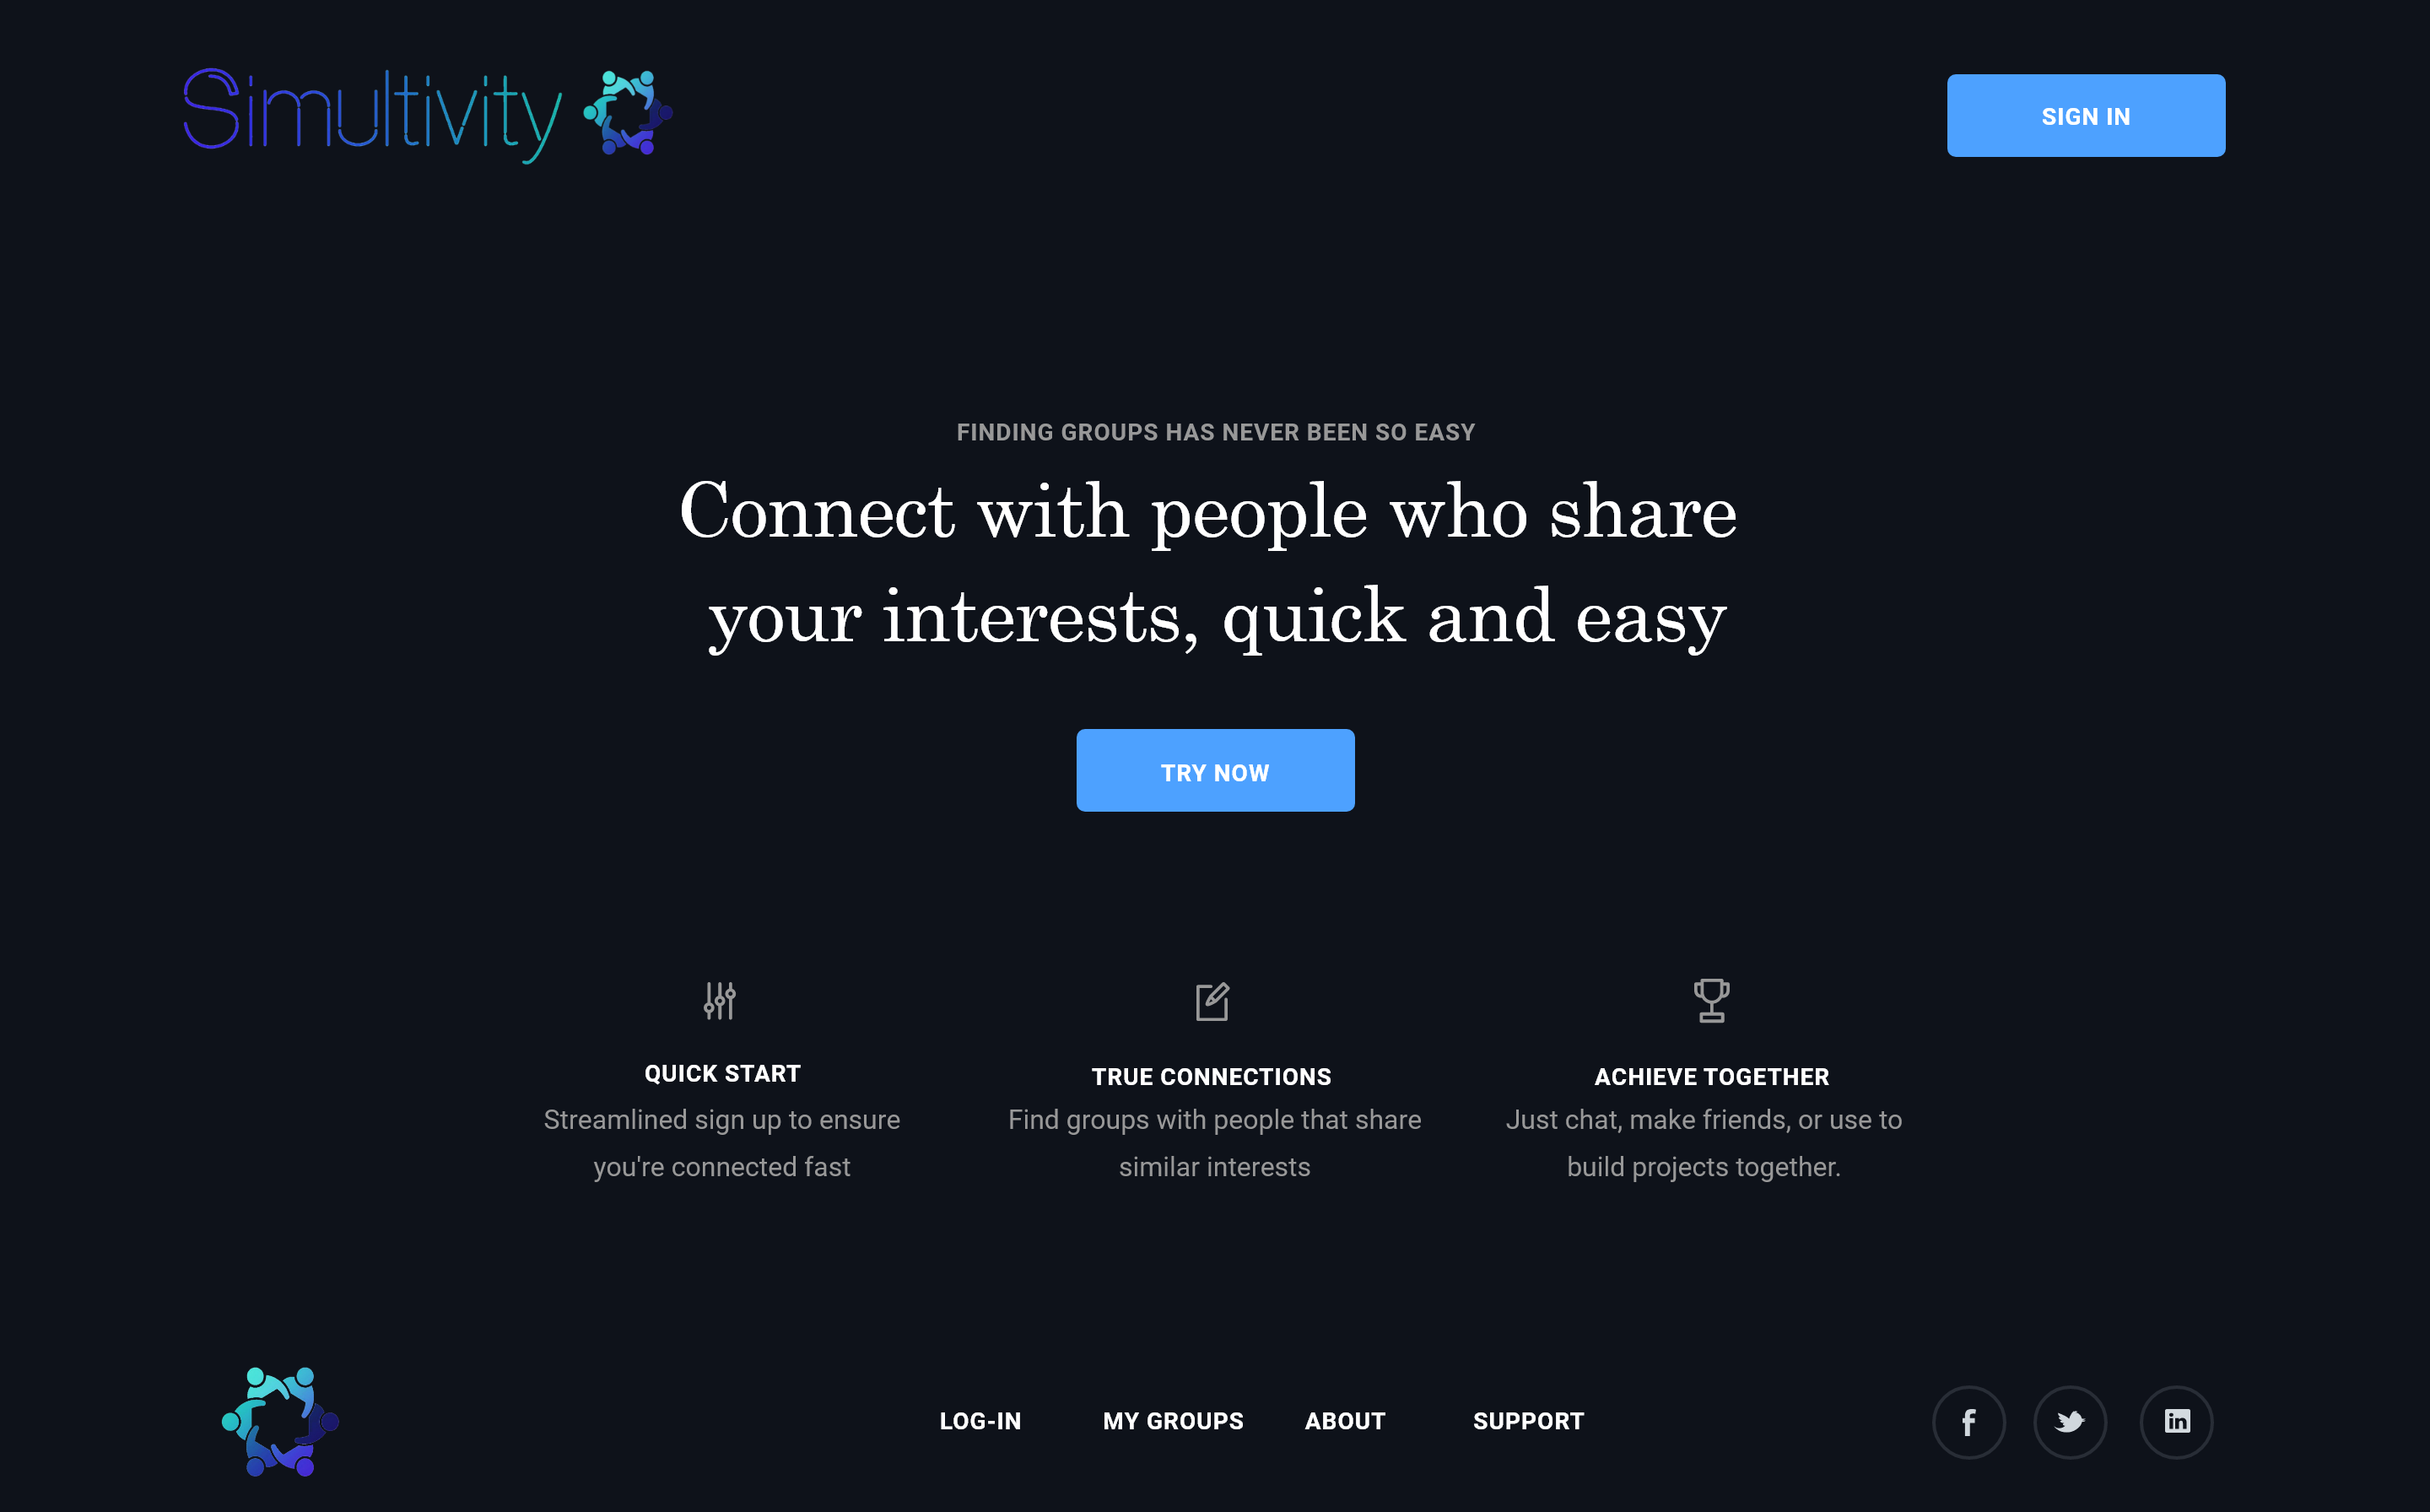 Simultivity
SIGN IN
FINDING GROUPS HAS NEVER BEEN SO EASY
Connect with people who share
your interests, quick and easy
TRY NOW
QUICK START
Streamlined sign up to ensure
you're connected fast
TRUE CONNECTIONS
Find groups with people that share
similar interests
ACHIEVE TOGETHER
Just chat, make friends, or use to
build projects together.
LOG-IN
MY GROUPS
ABOUT
SUPPORT
f
in